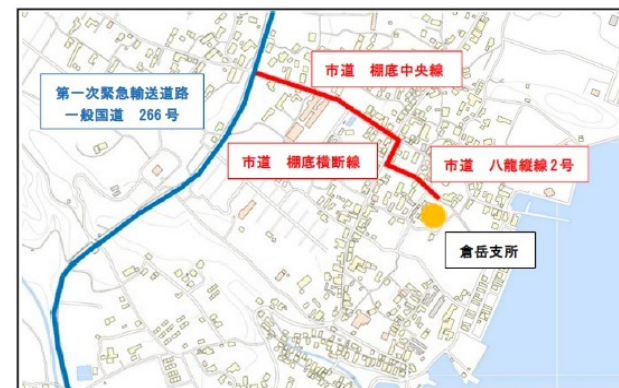 市道 棚底中央線
第一次緊急輸送道路
一般国道 266号
市道 棚底横断線
市道 八龍縦線2号
倉岳支所